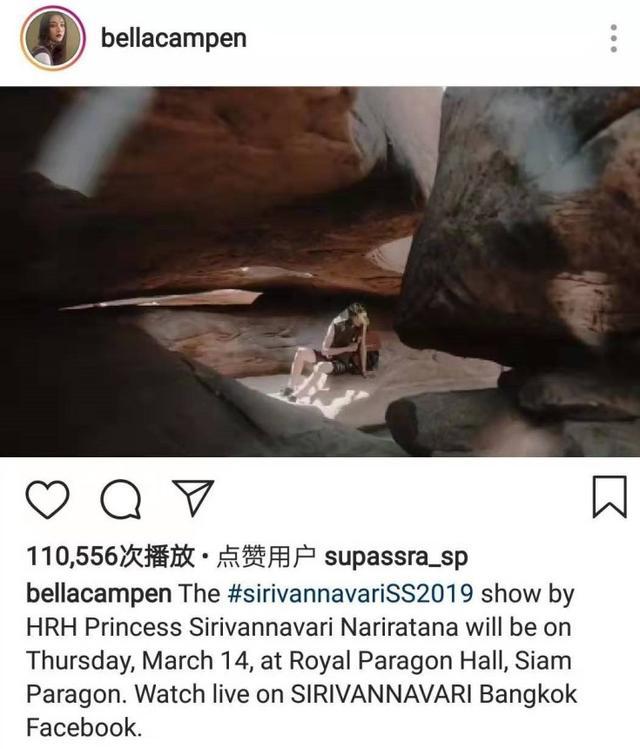 bellacampen
110,556次播放 · 点赞用户 supassra_sp
bellacampen The #sirivannavariSS2019 show by
HRH Princess Sirivannavari Nariratana will be on
Thursday, March 14, at Royal Paragon Hall, Siam
Paragon. Watch live on SIRIVANNAVARI Bangkok
Facebook.